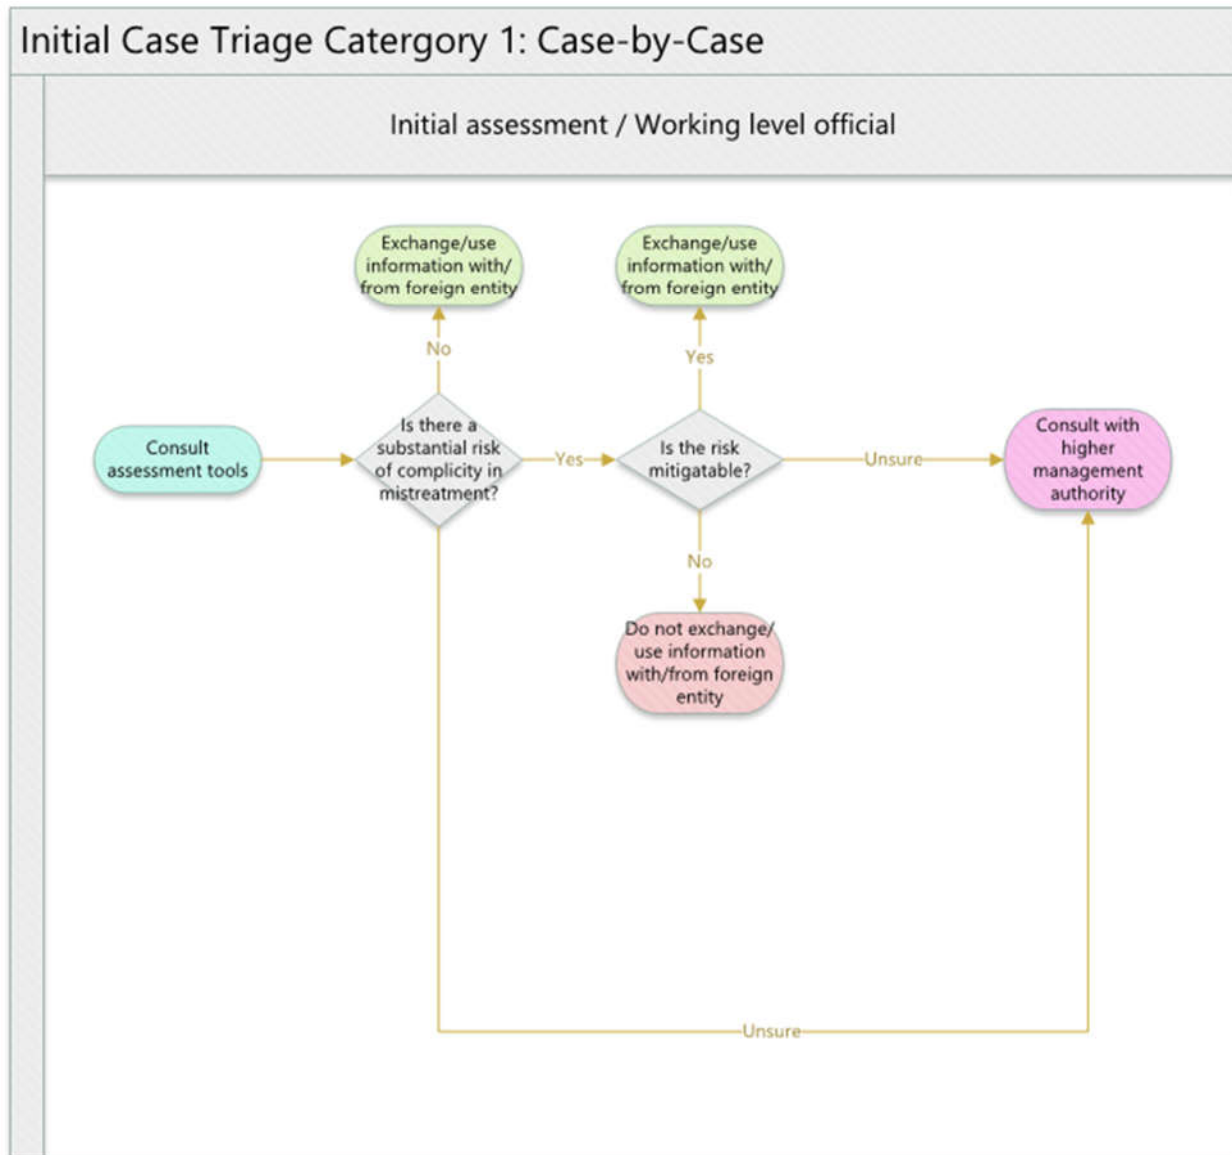 Initial Case Triage Catergory 1: Case-by-Case
Initial assessment / Working level official
Exchange/use
information with/
from foreign entity
Exchange/use
information with/
from foreign entity
No
Yes
Consult
assessment tools
Is there a
substantial risk
of complicity in
mistreatment?
Yes
Is the risk
mitigatable?
Unsure
Consult with
higher
management
authority
No
Do not exchange/
use information
with/from foreign
entity
Unsure